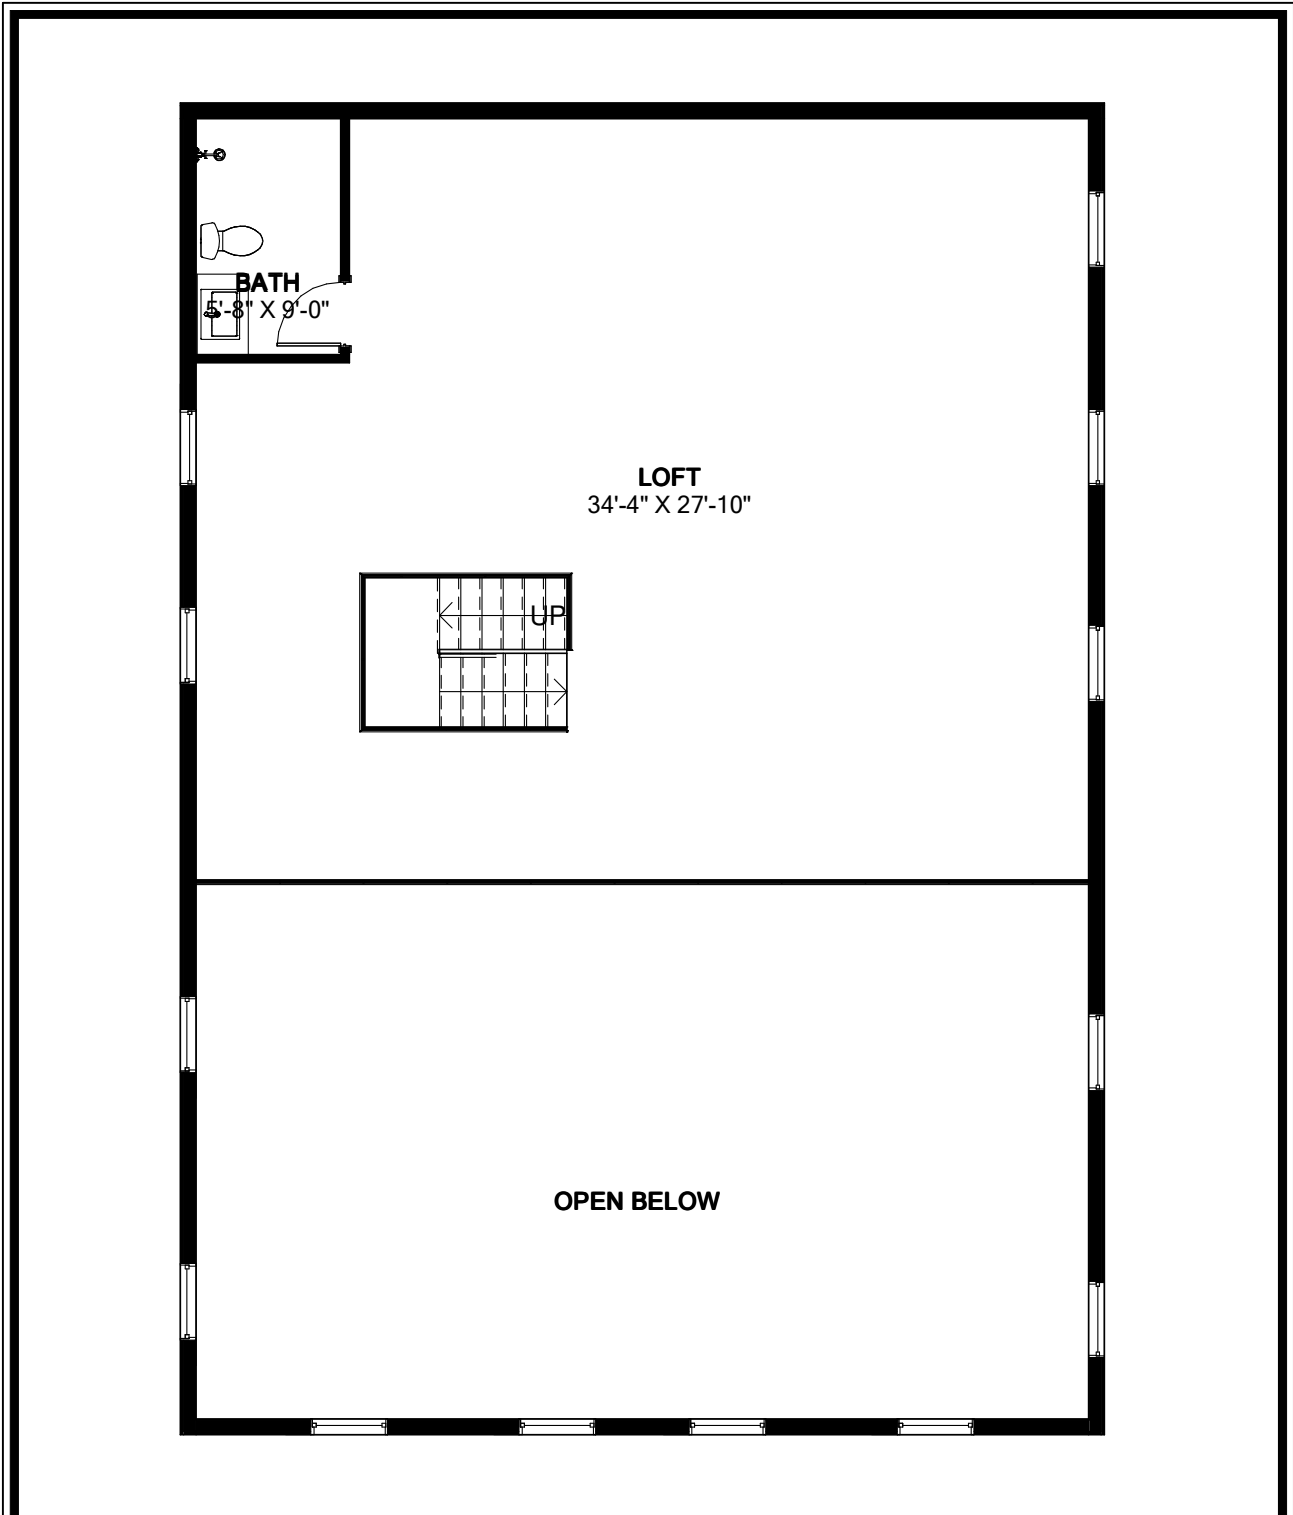 BATH
5'-8" X 9'-0"
LOFT
34'-4" X 27'-10"
UP
OPEN BELOW